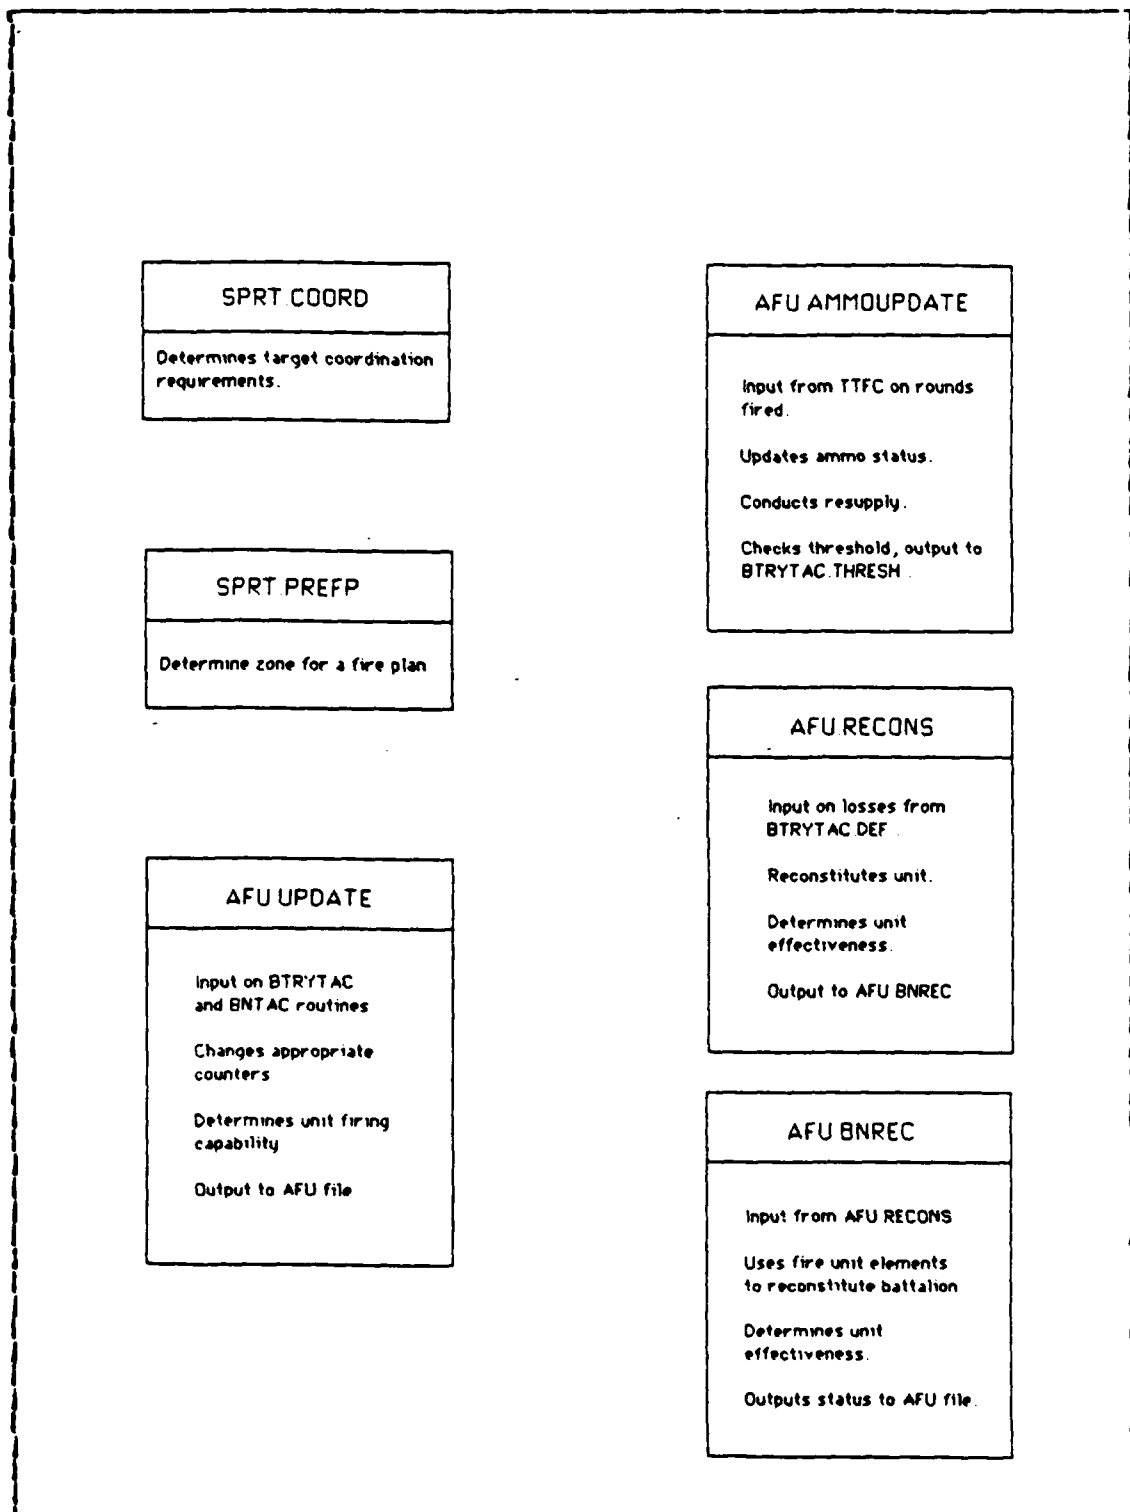 SPRT.COORD
Determines target coordination
requirements.
SPRT.PREFP
Determine zone for a fire plan
AFU.UPDATE
Input on BTRYTAC
and BNTAC routines
Changes appropriate
counters
Determines unit firing
capability
Output to AFU file
AFU.AMMOUPDATE
Input from TTFC on rounds
fired.
Updates ammo status.
Conducts resupply.
Checks threshold, output to
BTRYTAC.THRESH.
AFU.RECONS
Input on losses from
BTRYTAC.DEF.
Reconstitutes unit.
Determines unit
effectiveness.
Output to AFU.BNREC
AFU.BNREC
Input from AFU.RECONS
Uses fire unit elements
to reconstitute battalion
Determines unit
effectiveness.
Outputs status to AFU file.